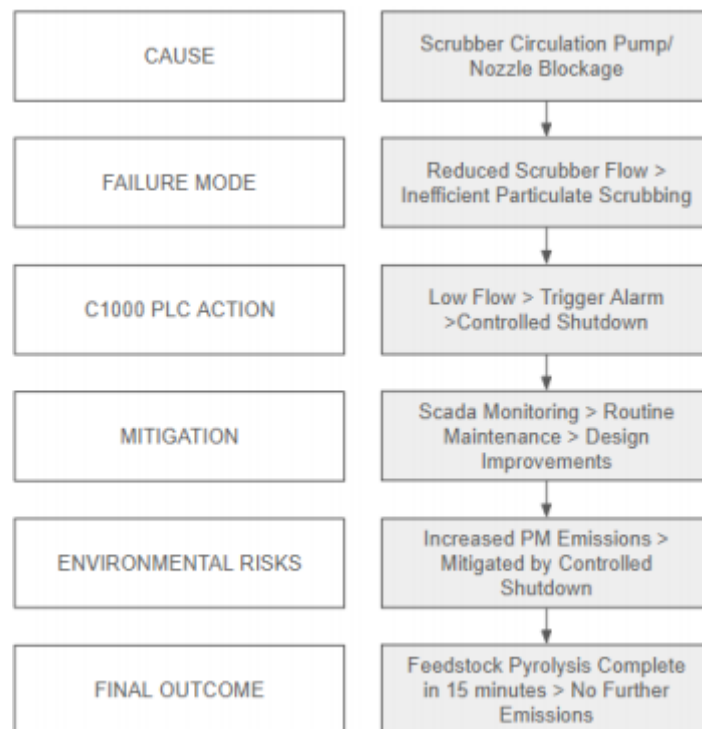 CAUSE
Scrubber Circulation Pump/
Nozzle Blockage
FAILURE MODE
Reduced Scrubber Flow >
Inefficient Particulate Scrubbing
C1000 PLC ACTION
Low Flow > Trigger Alarm
>Controlled Shutdown
MITIGATION
Scada Monitoring > Routine
Maintenance > Design
Improvements
ENVIRONMENTAL RISKS
Increased PM Emissions >
Mitigated by Controlled
Shutdown
FINAL OUTCOME
Feedstock Pyrolysis Complete
in 15 minutes > No Further
Emissions